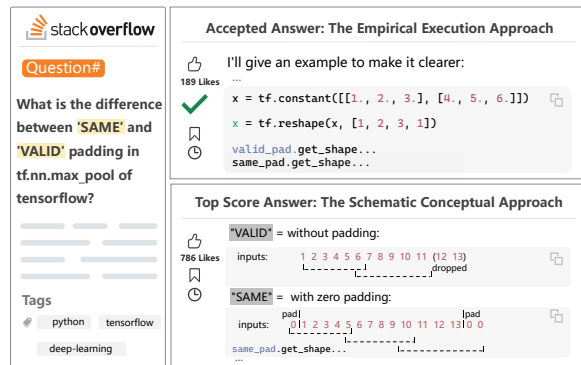 stackoverflow
Question#
What is the difference
between 'SAME' and
'VALID' padding in
tf.nn.max_pool of
tensorflow?
Tags
python
tensorflow
deep-learning
Accepted Answer: The Empirical Execution Approach
189 Likes
I'll give an example to make it clearer:
...
x = tf.constant([[1., 2., 3.], [4., 5., 6.]])
x = tf.reshape(x, [1, 2, 3, 1])
valid_pad.get_shape...
same_pad.get_shape...
Top Score Answer: The Schematic Conceptual Approach
786 Likes
"VALID" = without padding:
inputs: 1 2 3 4 5 6 7 8 9 10 11 (12 13)
dropped
"SAME" = with zero padding:
pad| |pad
inputs: 0|1 2 3 4 5 6 7 8 9 10 11 12 13|0 0
same_pad.get_shape...
...